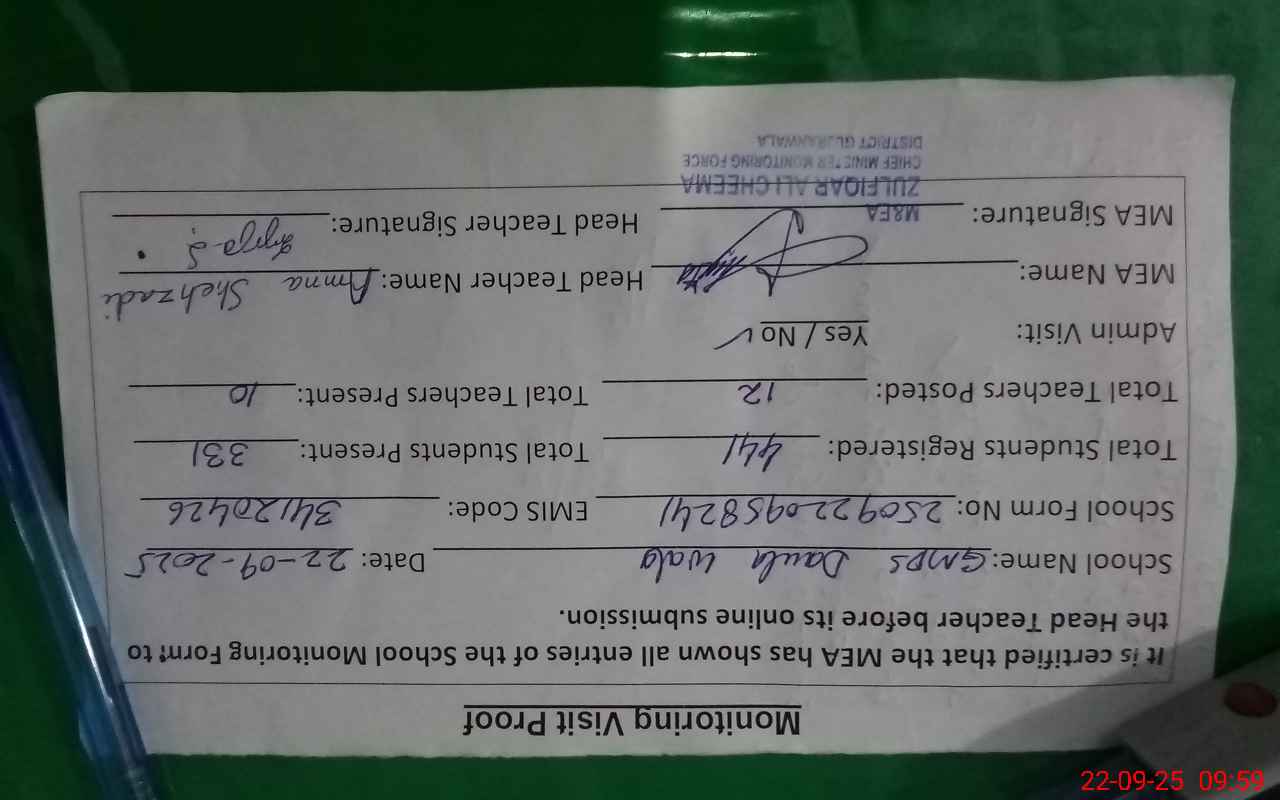 Monitoring Visit Proof
It is certified that the MEA has shown all entries of the School Monitoring Form to
the Head Teacher before its online submission.
School Name: GMPS Daula Wala Date: 22-09-2025
School Form No: 2509220958241 EMIS Code: 34120426
Total Students Registered: 441 Total Students Present: 331
Total Teachers Posted: 12 Total Teachers Present: 10
Admin Visit: Yes / No ✓
MEA Name: Head Teacher Name: Amna Shehzadi
MEA Signature: Head Teacher Signature:
M&EA
ZULFIQAR ALI CHEEMA
CHIEF MINISTER MONITORING FORCE
DISTRICT GUJRANWALA
22-09-25 09:59